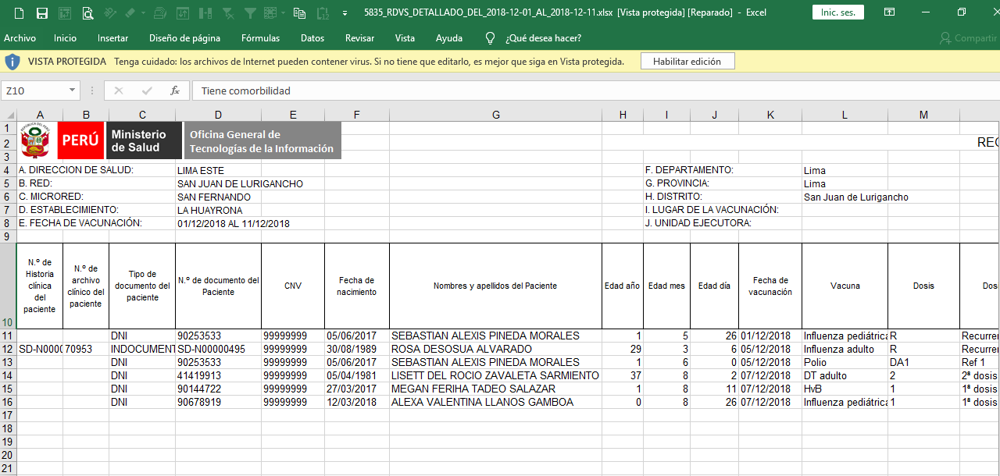 5835_RDVS_DETALLADO_DEL_2018-12-01_AL_2018-12-11.xlsx [Vista protegida] [Reparado] - Excel Inic. ses.
Archivo Inicio Insertar Diseño de página Fórmulas Datos Revisar Vista Ayuda ¿Qué desea hacer? Compartir
VISTA PROTEGIDA Tenga cuidado: los archivos de Internet pueden contener virus. Si no tiene que editarlo, es mejor que siga en Vista protegida. Habilitar edición
Z10 fx Tiene comorbilidad
A B C D E F G H I J K L M
1 PERÚ Ministerio de Salud Oficina General de Tecnologías de la Información
2 REG
3
4 A. DIRECCION DE SALUD: LIMA ESTE F. DEPARTAMENTO: Lima
5 B. RED: SAN JUAN DE LURIGANCHO G. PROVINCIA: Lima
6 C. MICRORED: SAN FERNANDO H. DISTRITO: San Juan de Lurigancho
7 D. ESTABLECIMIENTO: LA HUAYRONA I. LUGAR DE LA VACUNACIÓN:
8 E. FECHA DE VACUNACIÓN: 01/12/2018 AL 11/12/2018 J. UNIDAD EJECUTORA:
9
10 N.º de Historia clínica del paciente N.º de archivo clínico del paciente Tipo de documento del paciente N.º de documento del Paciente CNV Fecha de nacimiento Nombres y apellidos del Paciente Edad año Edad mes Edad día Fecha de vacunación Vacuna Dosis Dos
11 DNI 90253533 99999999 05/06/2017 SEBASTIAN ALEXIS PINEDA MORALES 1 5 26 01/12/2018 Influenza pediátrica R Recurren
12 SD-N000 70953 INDOCUMENT SD-N00000495 99999999 30/08/1989 ROSA DESOSUA ALVARADO 29 3 6 05/12/2018 Influenza adulto R Recurren
13 DNI 90253533 99999999 05/06/2017 SEBASTIAN ALEXIS PINEDA MORALES 1 6 0 05/12/2018 Polio DA1 Ref 1
14 DNI 41419913 99999999 05/04/1981 LISETT DEL ROCIO ZAVALETA SARMIENTO 37 8 2 07/12/2018 DT adulto 2 2ª dosis
15 DNI 90144722 99999999 27/03/2017 MEGAN FERIHA TADEO SALAZAR 1 8 11 07/12/2018 HvB 1 1ª dosis
16 DNI 90678919 99999999 12/03/2018 ALEXA VALENTINA LLANOS GAMBOA 0 8 26 07/12/2018 Influenza pediátrica 1 1ª dosis
17
18
19
20
21